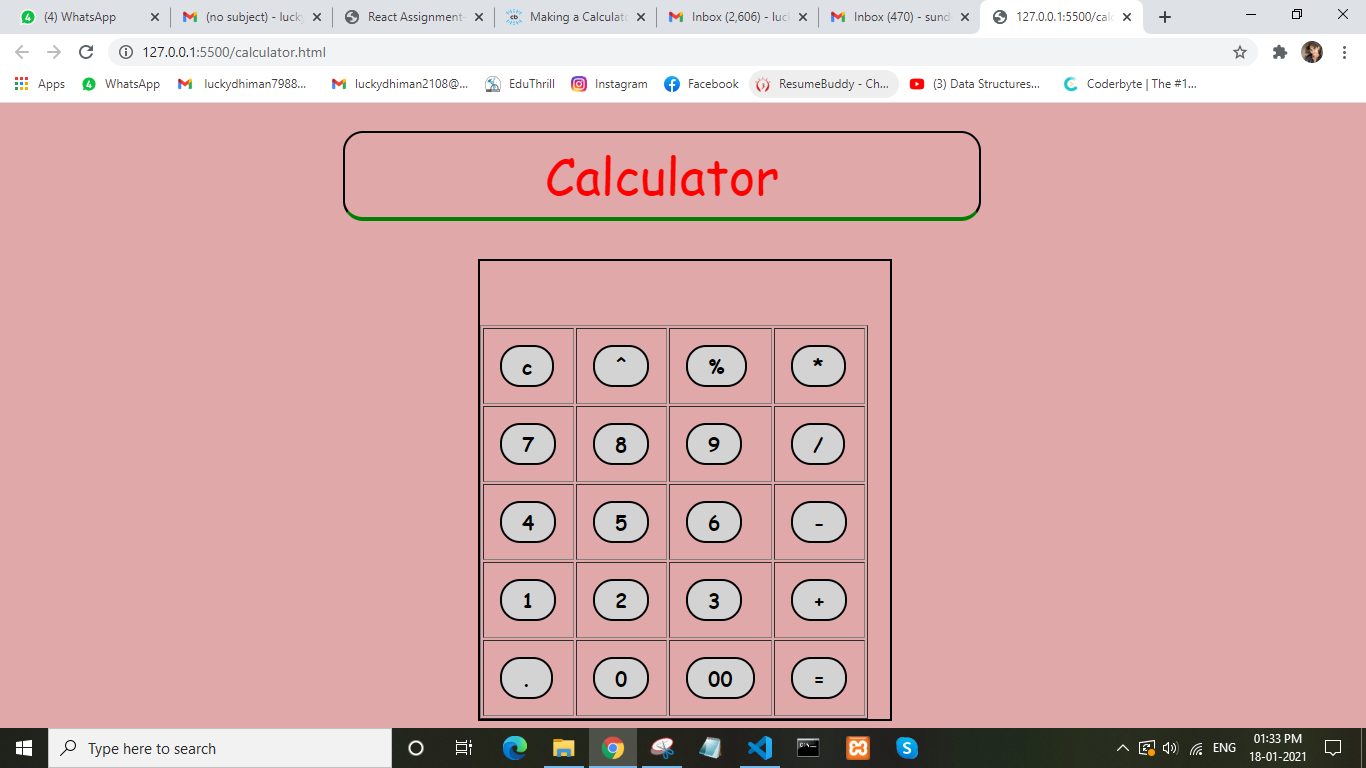 4 (4) WhatsApp (no subject) - luck React Assignment- Making a Calculato Inbox (2,606) - luc Inbox (470) - sund 127.0.0.1:5500/calc
127.0.0.1:5500/calculator.html
Apps 4 WhatsApp luckydhiman7988... luckydhiman2108@... EduThrill Instagram Facebook ResumeBuddy - Ch... (3) Data Structures... Coderbyte | The #1...
Calculator
c ^ % *
7 8 9 /
4 5 6 -
1 2 3 +
. 0 00 =
Type here to search ENG 01:33 PM
18-01-2021